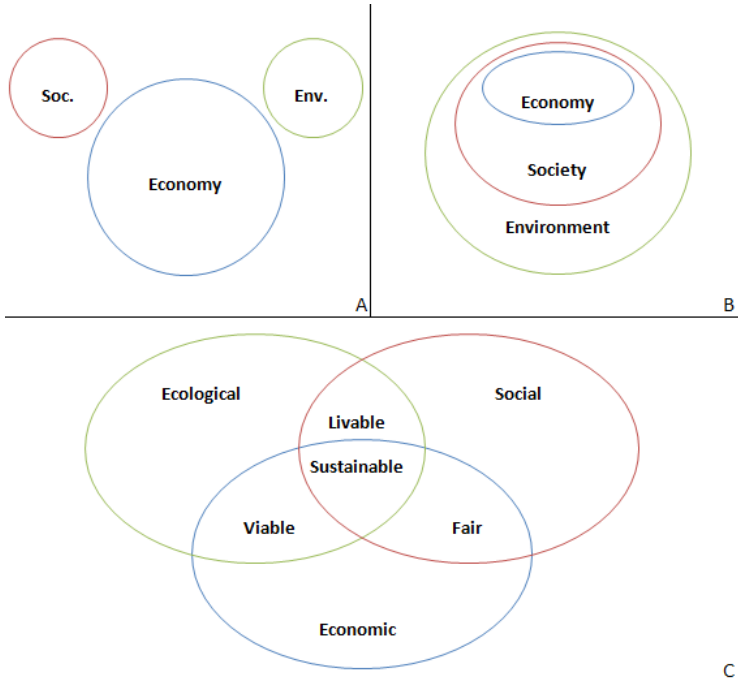 Soc.
Env.
Economy
A
Economy
Society
Environment
B
Ecological
Social
Livable
Sustainable
Viable
Fair
Economic
C